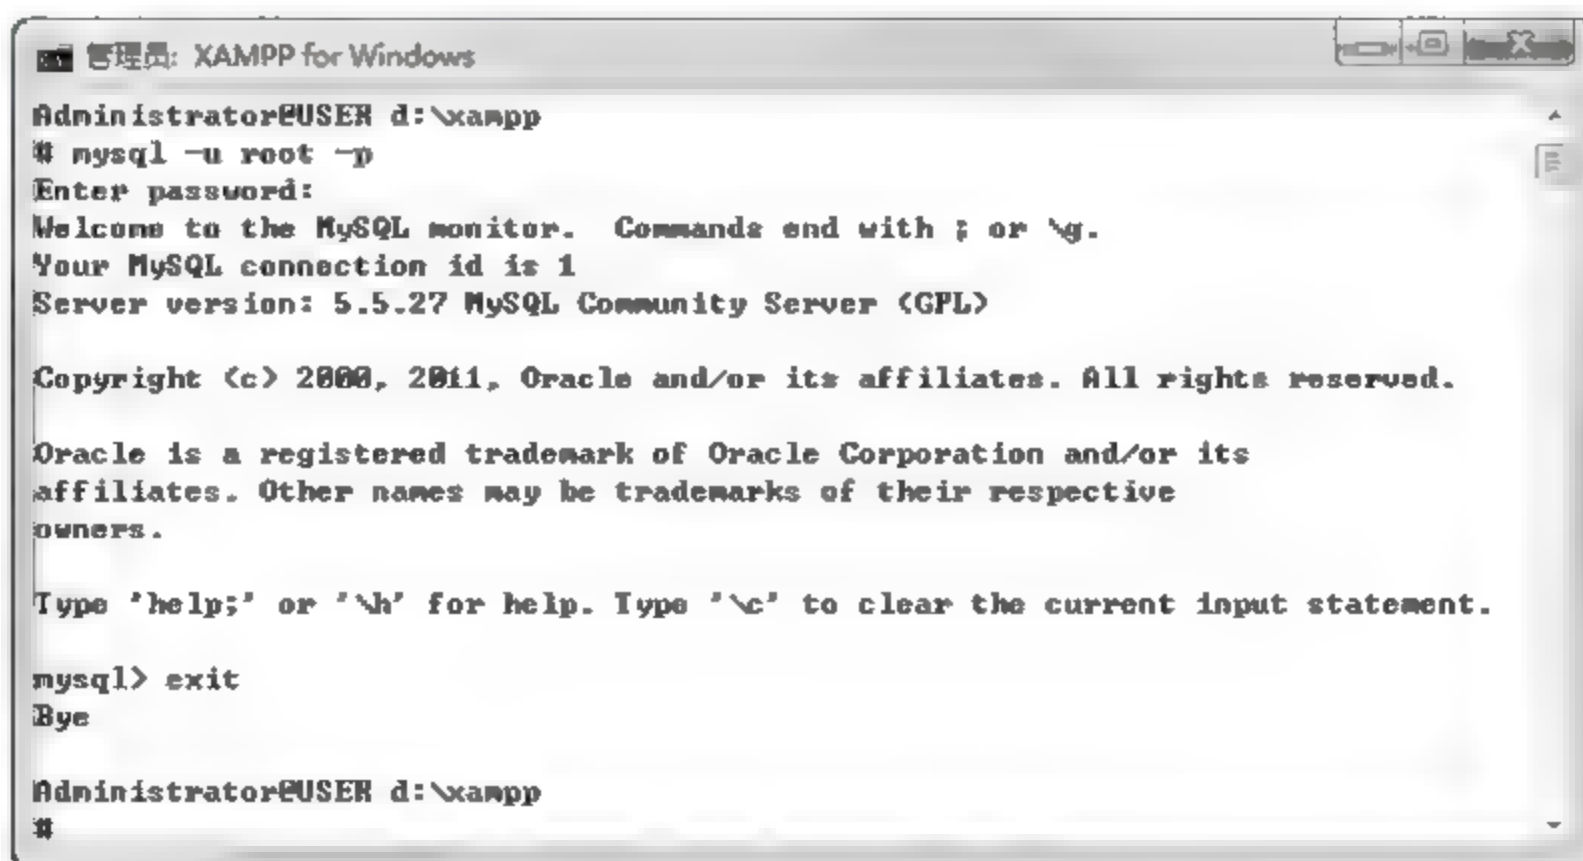 管理员: XAMPP for Windows
Administrator@USER d:\xampp
# mysql -u root -p
Enter password:
Welcome to the MySQL monitor.  Commands end with ; or \g.
Your MySQL connection id is 1
Server version: 5.5.27 MySQL Community Server (GPL)
Copyright (c) 2000, 2011, Oracle and/or its affiliates. All rights reserved.
Oracle is a registered trademark of Oracle Corporation and/or its
affiliates. Other names may be trademarks of their respective
owners.
Type 'help;' or '\h' for help. Type '\c' to clear the current input statement.
mysql> exit
Bye
Administrator@USER d:\xampp
#